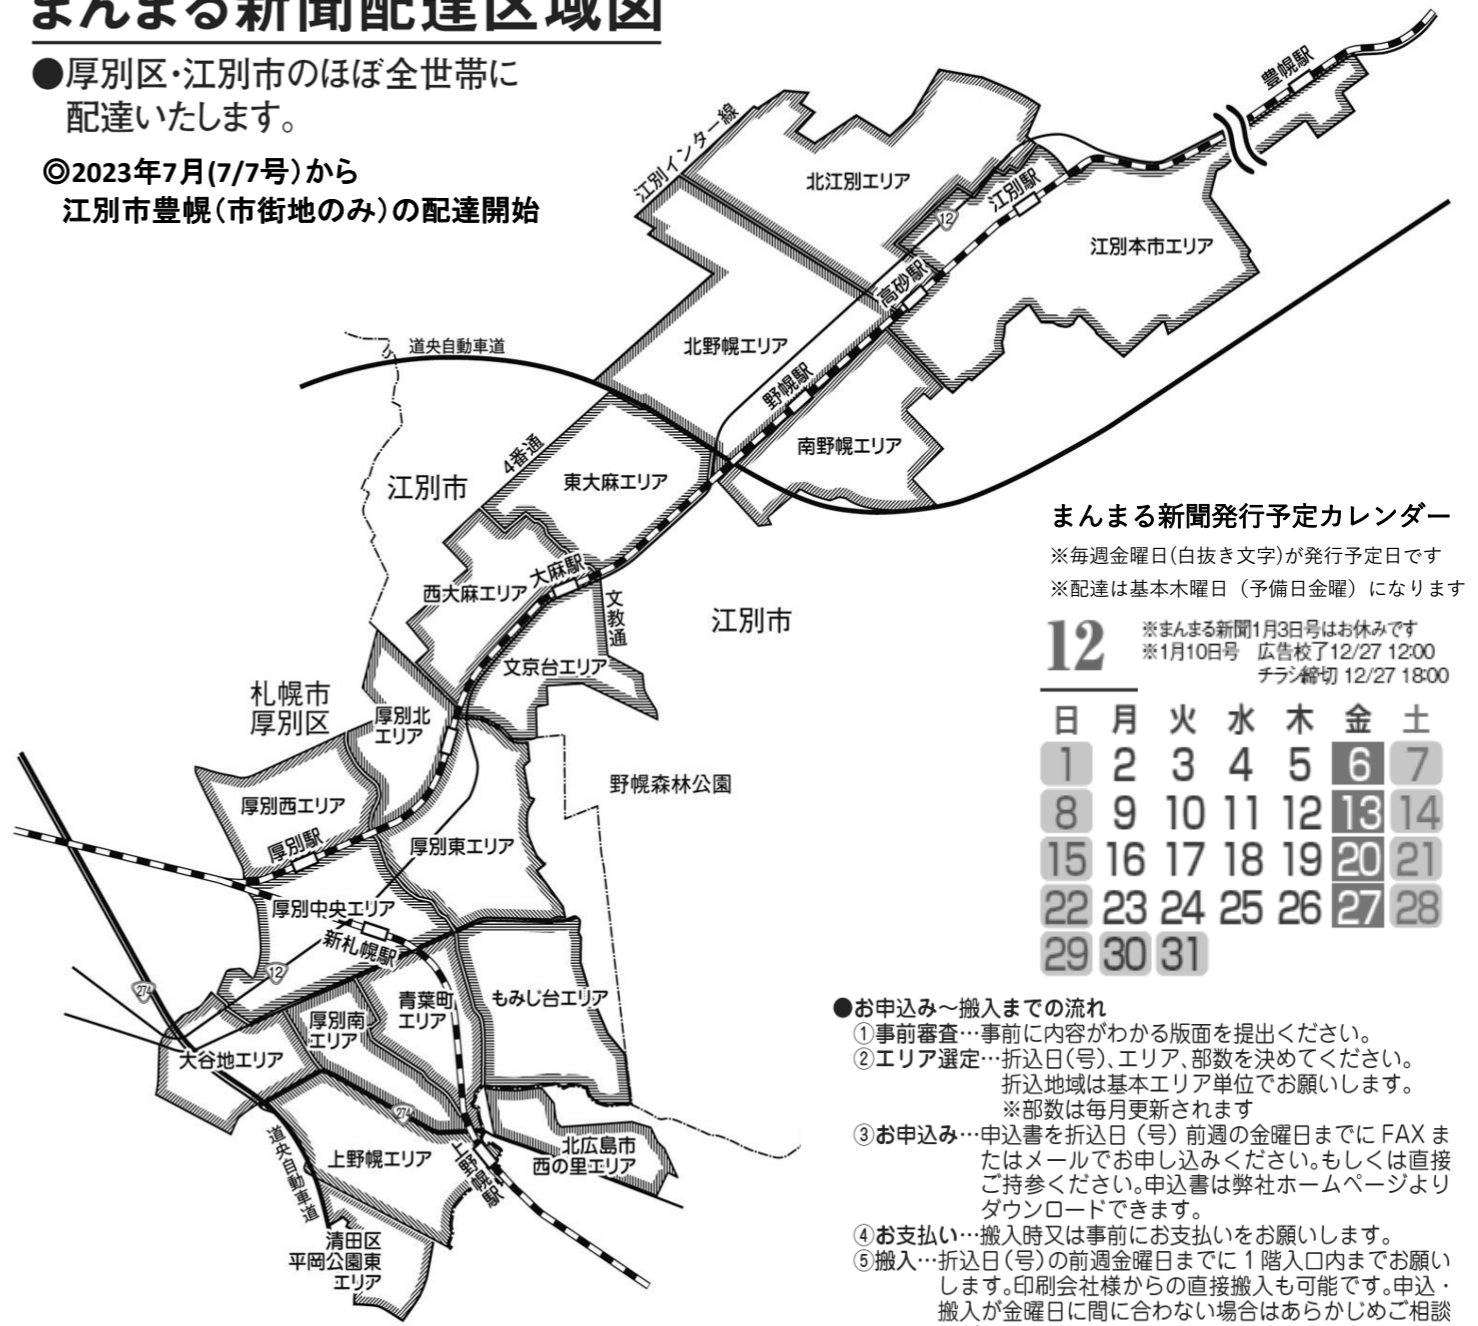 まんまる新聞配達区域図
●厚別区・江別市のほぼ全世帯に
配達いたします。
◎2023年7月(7/7号)から
江別市豊幌(市街地のみ)の配達開始
豊幌駅
江別インター線
北江別エリア
江別駅
12
江別本市エリア
高砂駅
北野幌エリア
道央自動車道
野幌駅
南野幌エリア
4番通
東大麻エリア
江別市
大麻駅
西大麻エリア
文教通
江別市
文京台エリア
札幌市
厚別区
厚別北
エリア
野幌森林公園
厚別西エリア
厚別駅
厚別東エリア
厚別中央エリア
新札幌駅
12
274
青葉町
エリア
もみじ台エリア
厚別南
エリア
大谷地エリア
274
道央自動車道
上野幌エリア
上野幌駅
北広島市
西の里エリア
清田区
平岡公園東
エリア
まんまる新聞発行予定カレンダー
※毎週金曜日(白抜き文字)が発行予定日です
※配達は基本木曜日(予備日金曜)になります
12
※まんまる新聞1月3日号はお休みです
※1月10日号 広告校了12/27 12:00
チラシ締切 12/27 18:00
日 月 火 水 木 金 土
1 2 3 4 5 6 7
8 9 10 11 12 13 14
15 16 17 18 19 20 21
22 23 24 25 26 27 28
29 30 31
●お申込み〜搬入までの流れ
①事前審査…事前に内容がわかる版面を提出ください。
②エリア選定…折込日(号)、エリア、部数を決めてください。
折込地域は基本エリア単位でお願いします。
※部数は毎月更新されます
③お申込み…申込書を折込日(号)前週の金曜日までにFAXま
たはメールでお申し込みください。もしくは直接
ご持参ください。申込書は弊社ホームページより
ダウンロードできます。
④お支払い…搬入時又は事前にお支払いをお願いします。
⑤搬入…折込日(号)の前週金曜日までに1階入口内までお願い
します。印刷会社様からの直接搬入も可能です。申込・
搬入が金曜日に間に合わない場合はあらかじめご相談